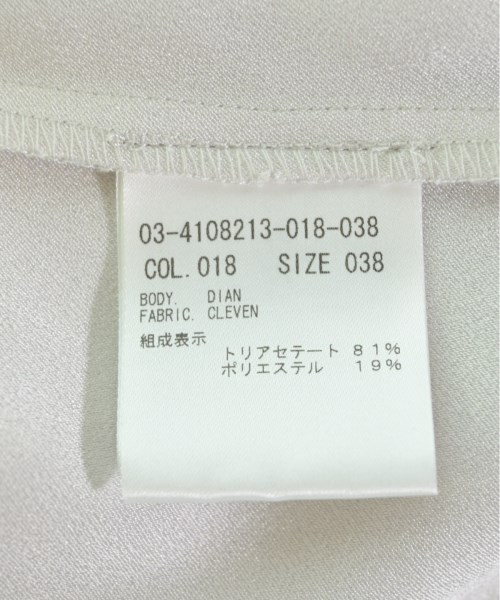 03-4108213-018-038
COL.018 SIZE 038
BODY. DIAN
FABRIC. CLEVEN
組成表示
トリアセテート 81%
ポリエステル 19%